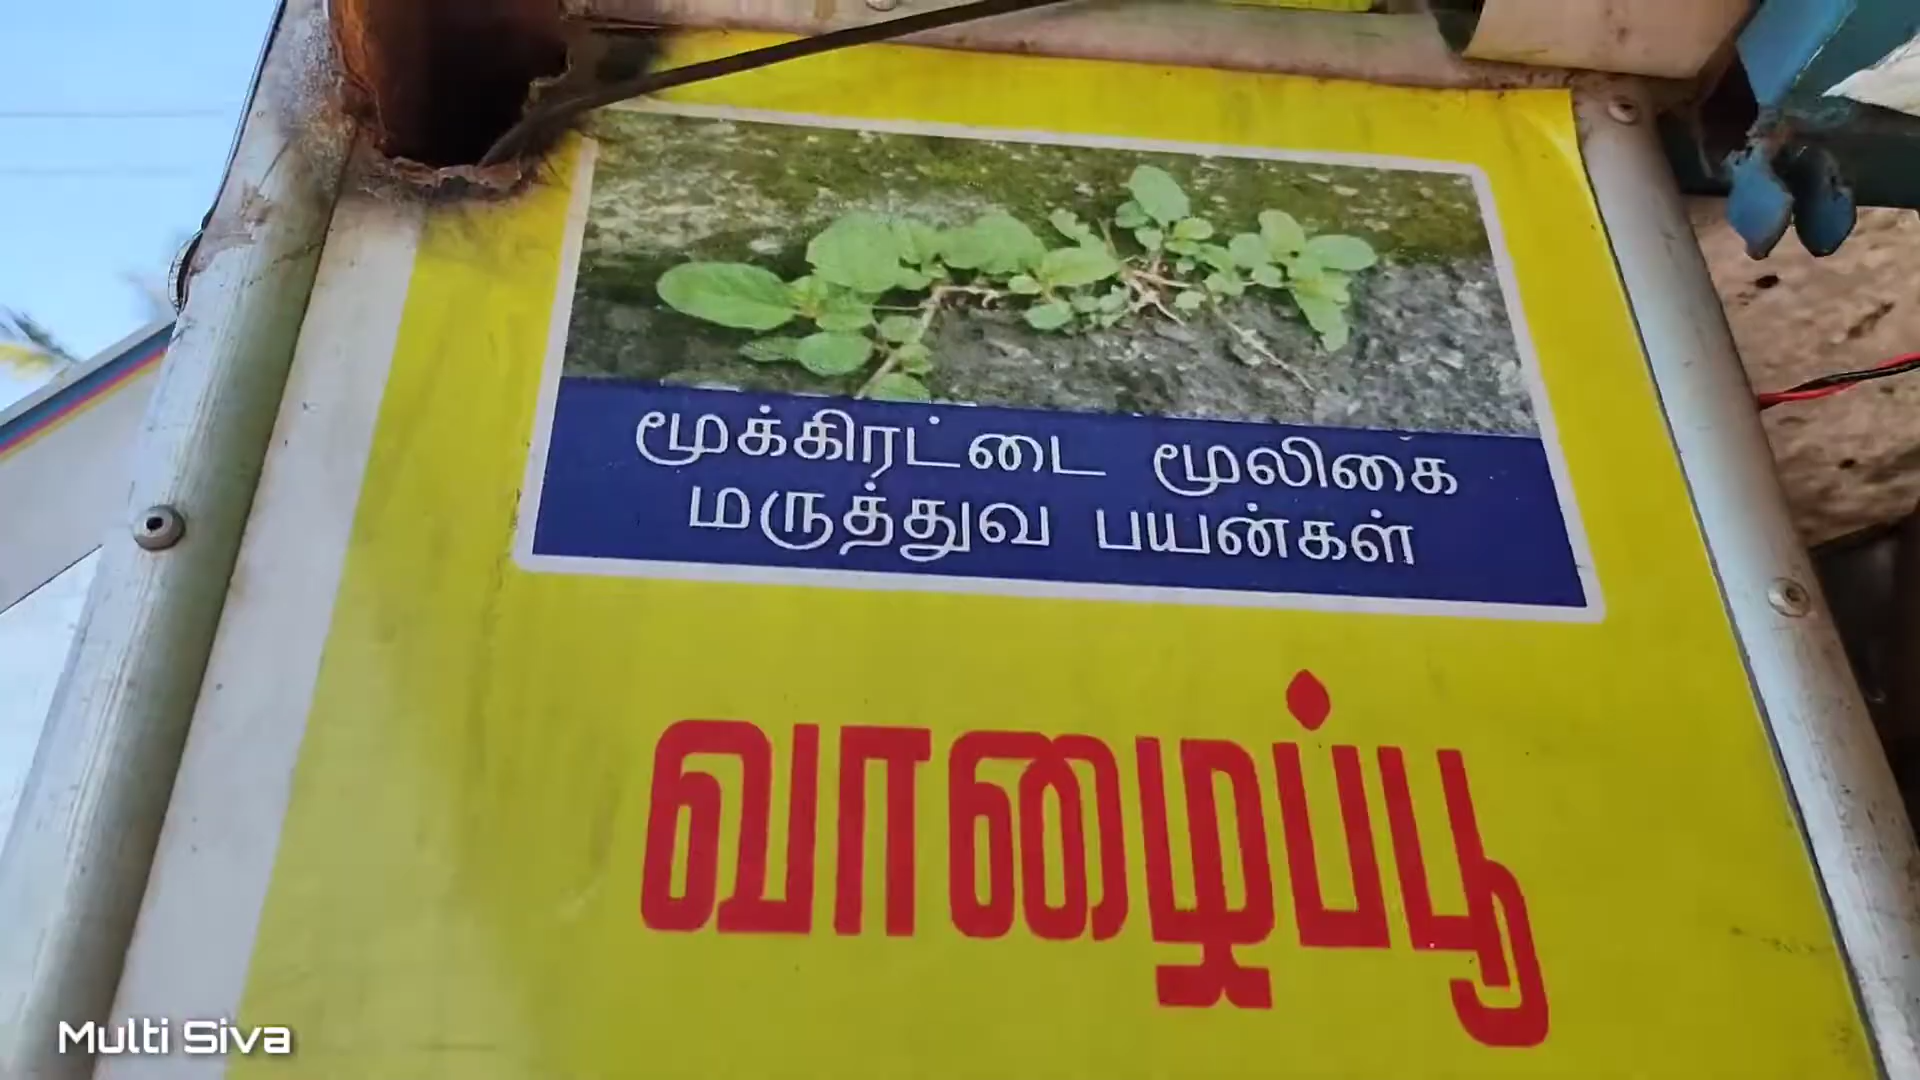 மூக்கிரட்டை மூலிகை
மருத்துவ பயன்கள்
வாழைப்பூ
Multi Siva